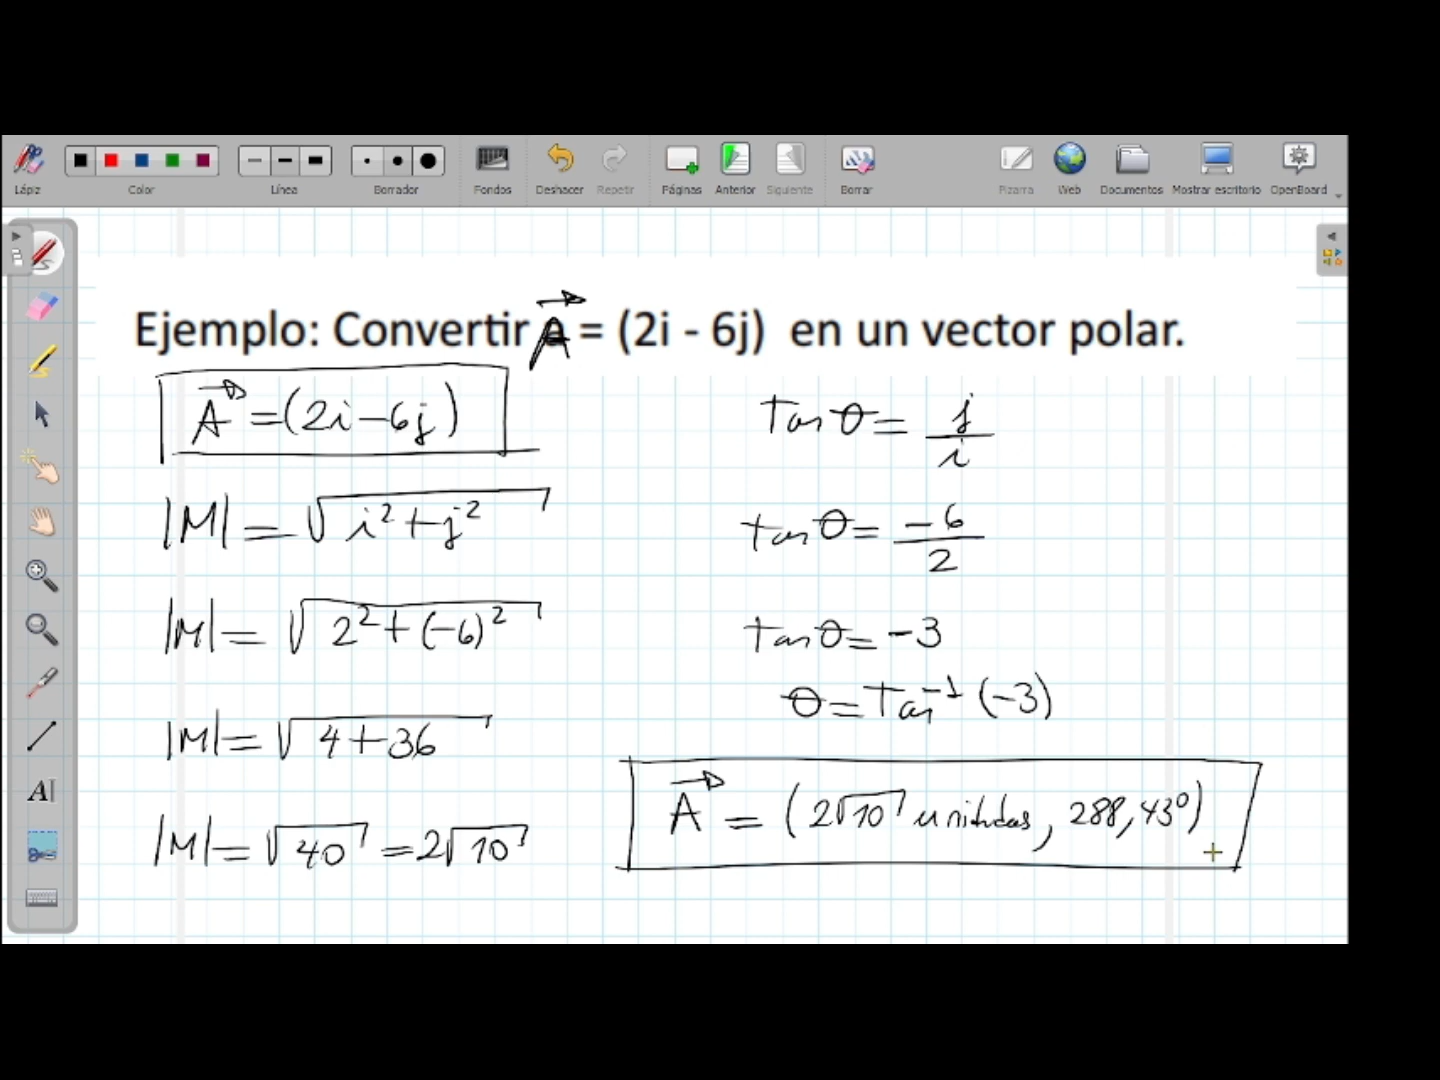 Lápiz Color Línea Borrador Fondos Deshacer Repetir Páginas Anterior Siguiente Borrar Pizarra Web Documentos Mostrar escritorio OpenBoard
Ejemplo: Convertir A = (2i - 6j) en un vector polar.
A = (2i - 6j)
|M| = √i² + j²
|M| = √2² + (-6)²
|M| = √4 + 36
|M| = √40 = 2√10
Tan θ = j/i
tan θ = -6/2
tan θ = -3
θ = Tan⁻¹ (-3)
A = (2√10 unidades, 288,43°)
A